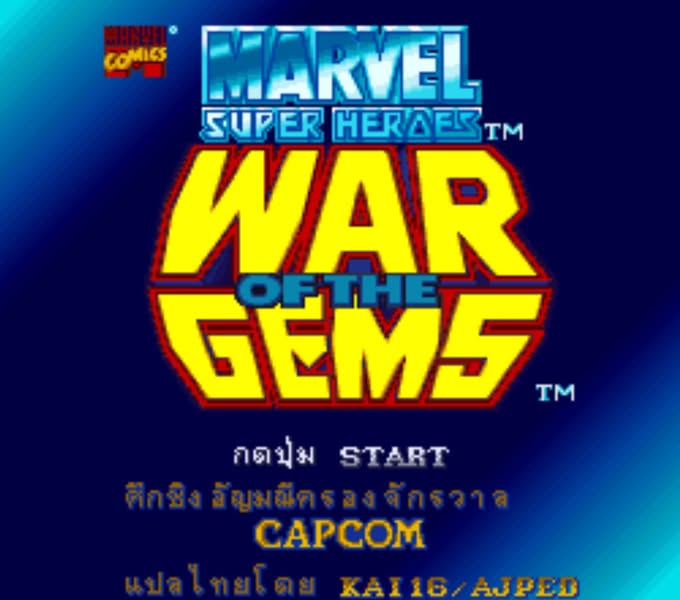 MARVEL COMICS
MARVEL
SUPER HEROES™
WAR
OF THE
GEMS™
กดปุ่ม START
ศึกชิงอัญมณีครองจักรวาล
CAPCOM
แปลไทยโดย KAI16/AJPED